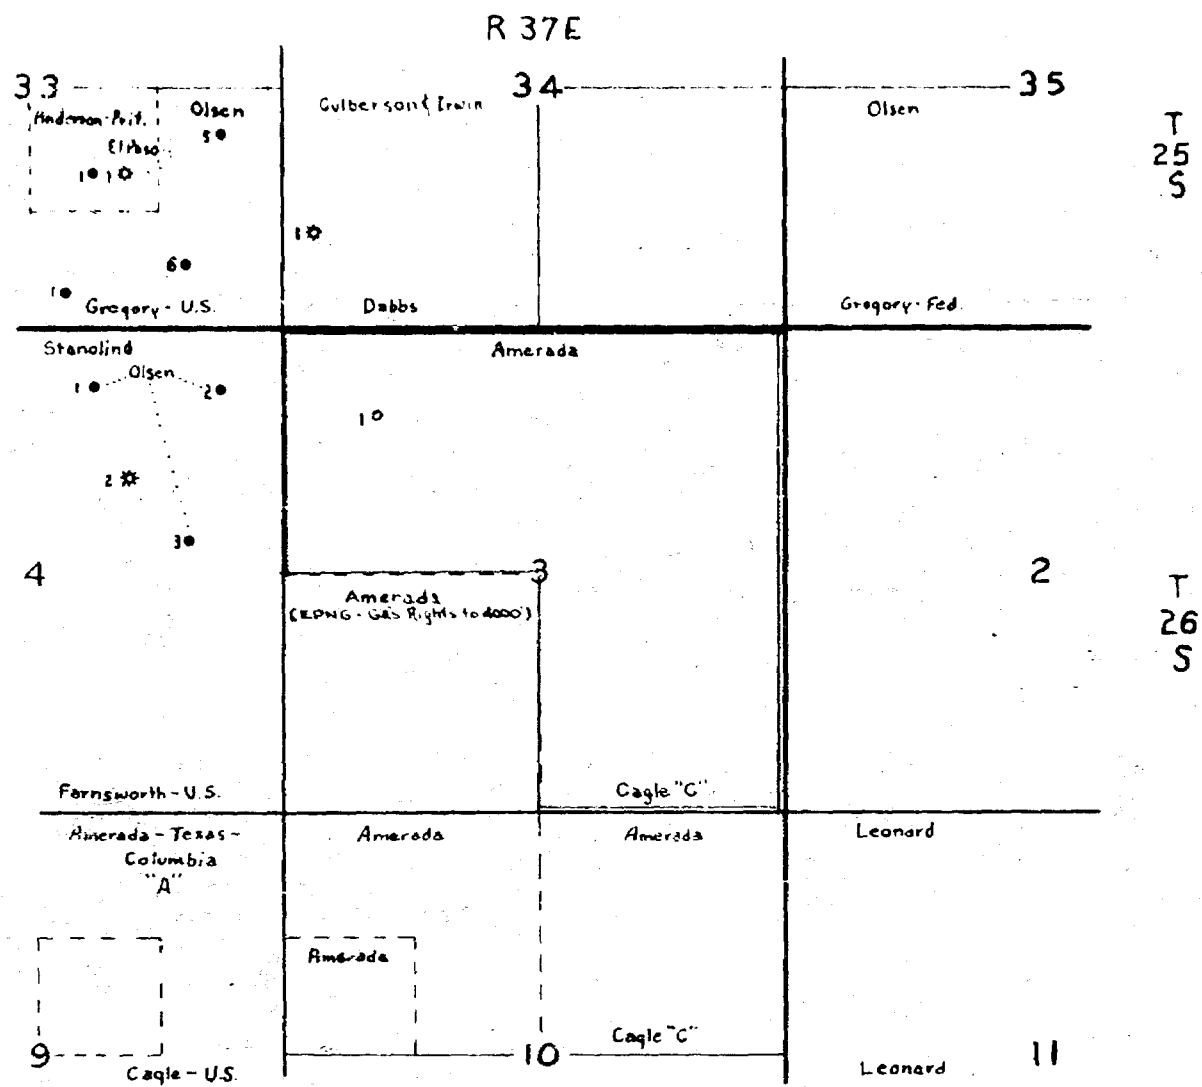 R 37E
33
34
35
Anderson-Prit.
Olsen
Culberson & Irwin
Olsen
T
25
S
5
El Paso
1 1
1
6
1
Gregory - U.S.
Dabbs
Gregory - Fed.
Stanolind
Amerada
Olsen
1
2
1
2
3
4
3
2
T
26
S
Amerada
(EPNG - Gas Rights to 4000')
Farnsworth - U.S.
Cagle "C"
Amerada - Texas -
Amerada
Amerada
Leonard
Columbia
"A"
Amerada
Cagle "C"
9
10
11
Cagle - U.S.
Leonard